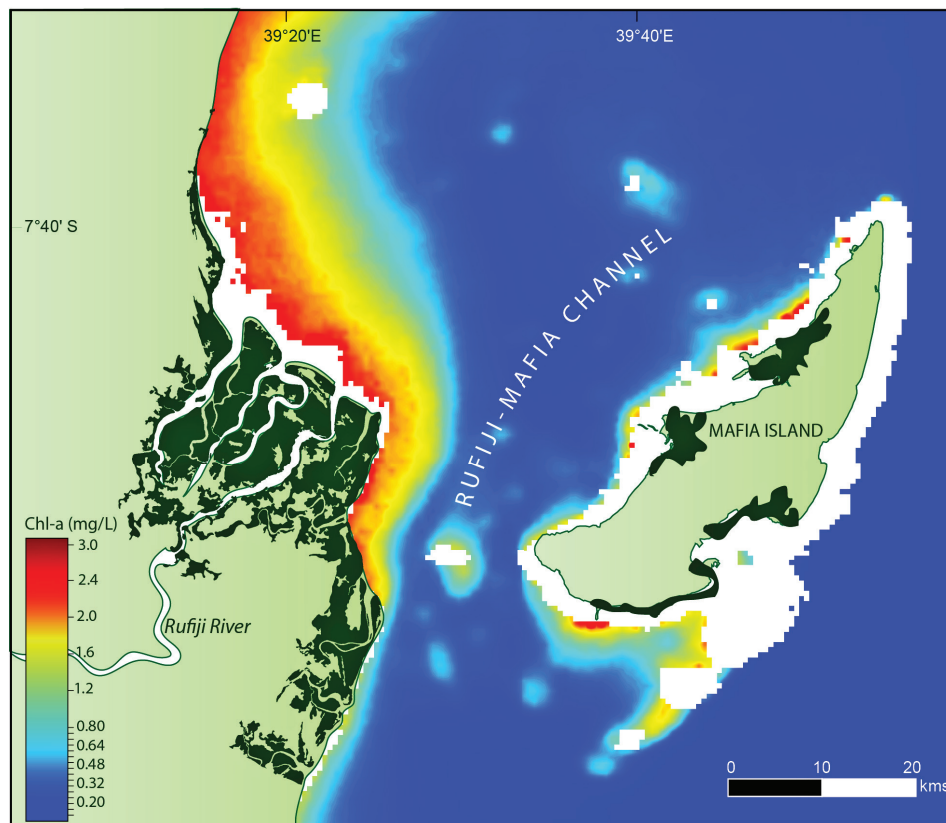 39°20'E
39°40'E
7°40' S
RUFIJI-MAFIA CHANNEL
MAFIA ISLAND
Chl-a (mg/L)
3.0
2.4
2.0
1.6
1.2
0.80
0.64
0.48
0.32
0.20
Rufiji River
0 10 20
kms